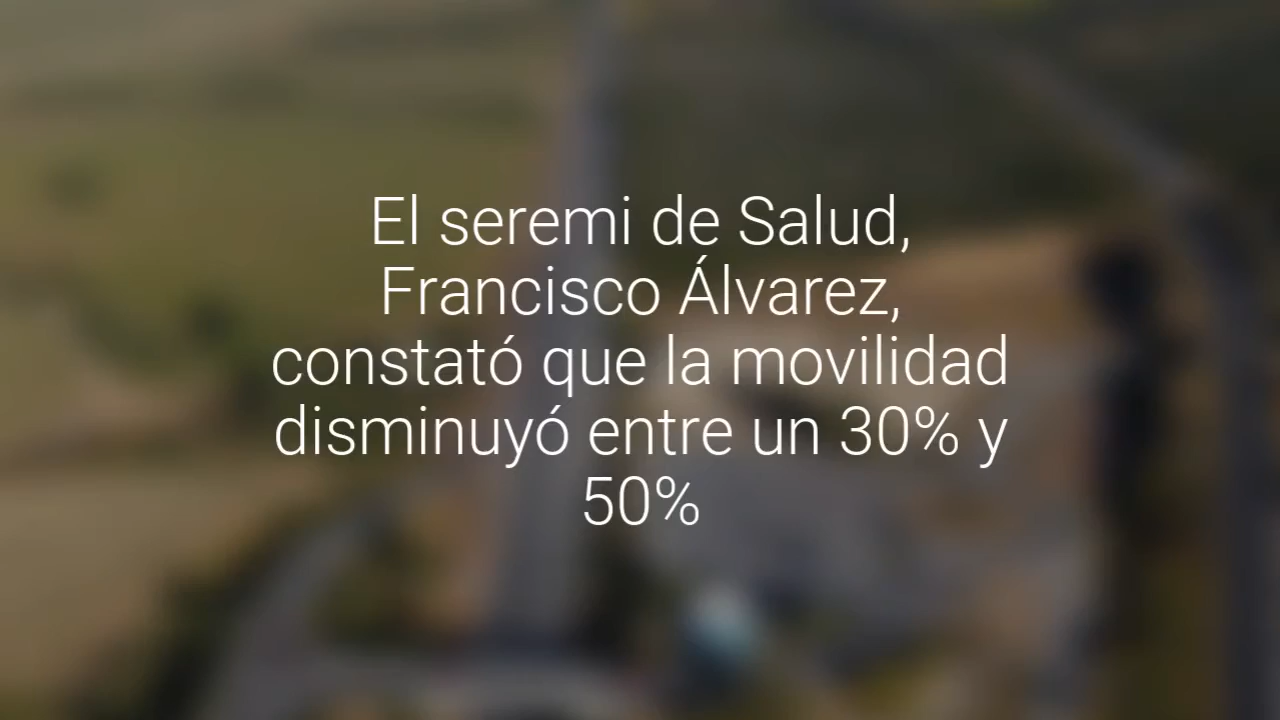 El seremi de Salud,
Francisco Álvarez,
constató que la movilidad
disminuyó entre un 30% y
50%